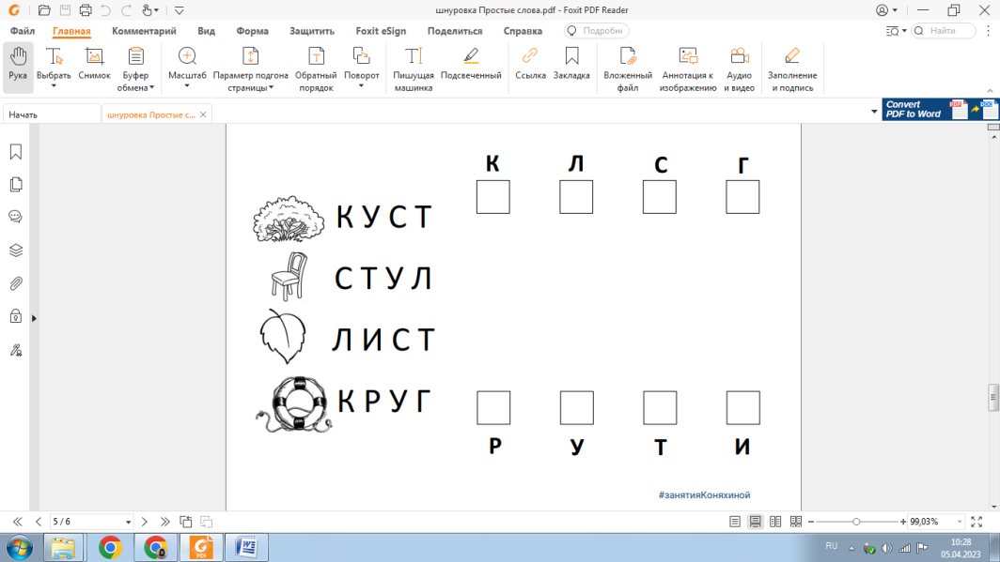 шнуровка Простые слова.pdf - Foxit PDF Reader
Файл Главная Комментарий Вид Форма Защитить Foxit eSign Поделиться Справка Подробн Найти
Рука Выбрать Снимок Буфер обмена Масштаб Параметр подгона страницы Обратный порядок Поворот Пишущая машинка Подсвеченный Ссылка Закладка Вложенный файл Аннотация к изображению Аудио и видео Заполнение и подпись
Начать шнуровка Простые с... Convert PDF to Word
К Л С Г
К У С Т
С Т У Л
Л И С Т
К Р У Г
Р У Т И
#занятияКоняхиной
5 / 6 99,03%
RU 10:28
05.04.2023